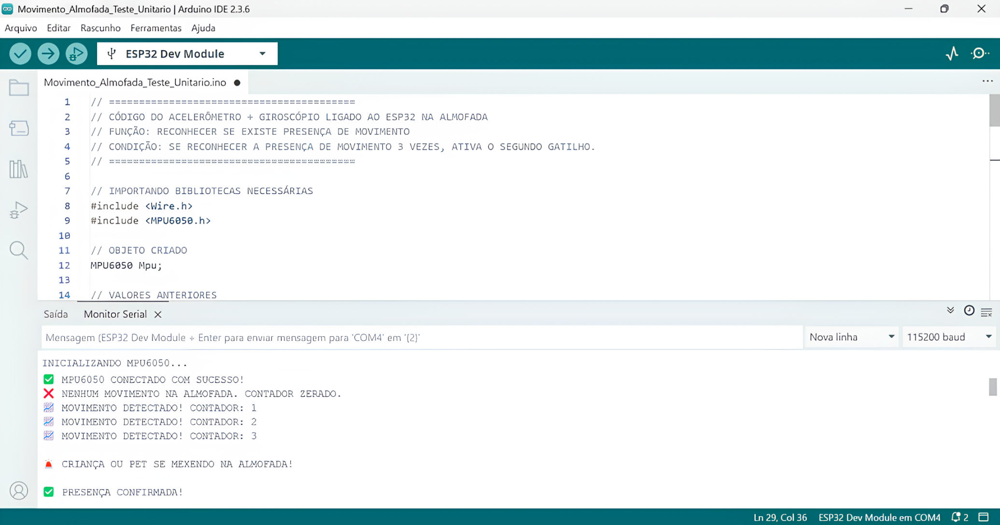 Movimento_Almofada_Teste_Unitario | Arduino IDE 2.3.6
Arquivo Editar Rascunho Ferramentas Ajuda
ESP32 Dev Module
Movimento_Almofada_Teste_Unitario.ino
1 // =========================================
2 // CÓDIGO DO ACELERÔMETRO + GIROSCÓPIO LIGADO AO ESP32 NA ALMOFADA
3 // FUNÇÃO: RECONHECER SE EXISTE PRESENÇA DE MOVIMENTO
4 // CONDIÇÃO: SE RECONHECER A PRESENÇA DE MOVIMENTO 3 VEZES, ATIVA O SEGUNDO GATILHO.
5 // =========================================
6
7 // IMPORTANDO BIBLIOTECAS NECESSÁRIAS
8 #include <Wire.h>
9 #include <MPU6050.h>
10
11 // OBJETO CRIADO
12 MPU6050 Mpu;
13
14 // VALORES ANTERIORES
Saída Monitor Serial
Mensagem (ESP32 Dev Module + Enter para enviar mensagem para 'COM4' em '(2)' Nova linha 115200 baud
INICIALIZANDO MPU6050...
✅ MPU6050 CONECTADO COM SUCESSO!
❌ NENHUM MOVIMENTO NA ALMOFADA. CONTADOR ZERADO.
MOVIMENTO DETECTADO! CONTADOR: 1
MOVIMENTO DETECTADO! CONTADOR: 2
MOVIMENTO DETECTADO! CONTADOR: 3
🚨 CRIANÇA OU PET SE MEXENDO NA ALMOFADA!
✅ PRESENÇA CONFIRMADA!
Ln 29, Col 36 ESP32 Dev Module em COM4 2